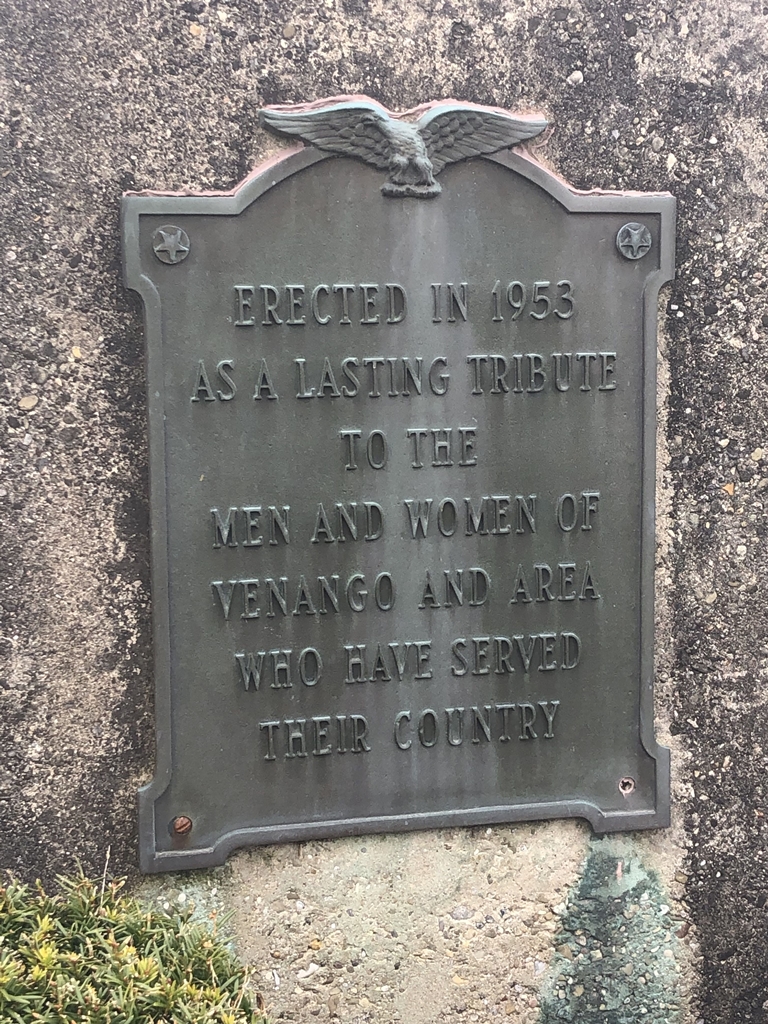 ERECTED IN 1953
AS A LASTING TRIBUTE
TO THE
MEN AND WOMEN OF
VENANGO AND AREA
WHO HAVE SERVED
THEIR COUNTRY